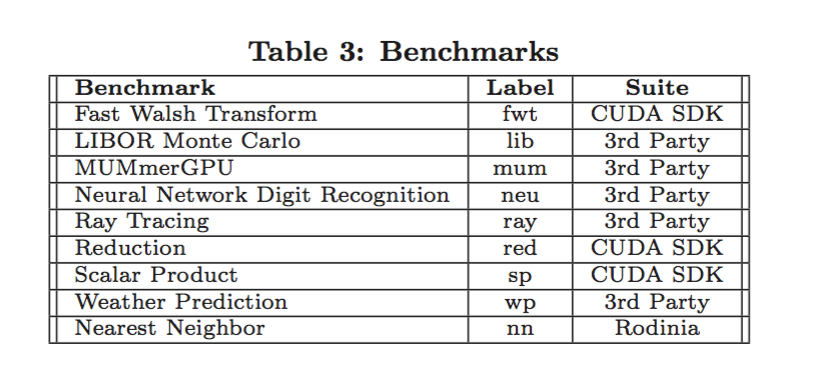 Table 3: Benchmarks
Benchmark Label Suite
Fast Walsh Transform fwt CUDA SDK
LIBOR Monte Carlo lib 3rd Party
MUMmerGPU mum 3rd Party
Neural Network Digit Recognition neu 3rd Party
Ray Tracing ray 3rd Party
Reduction red CUDA SDK
Scalar Product sp CUDA SDK
Weather Prediction wp 3rd Party
Nearest Neighbor nn Rodinia